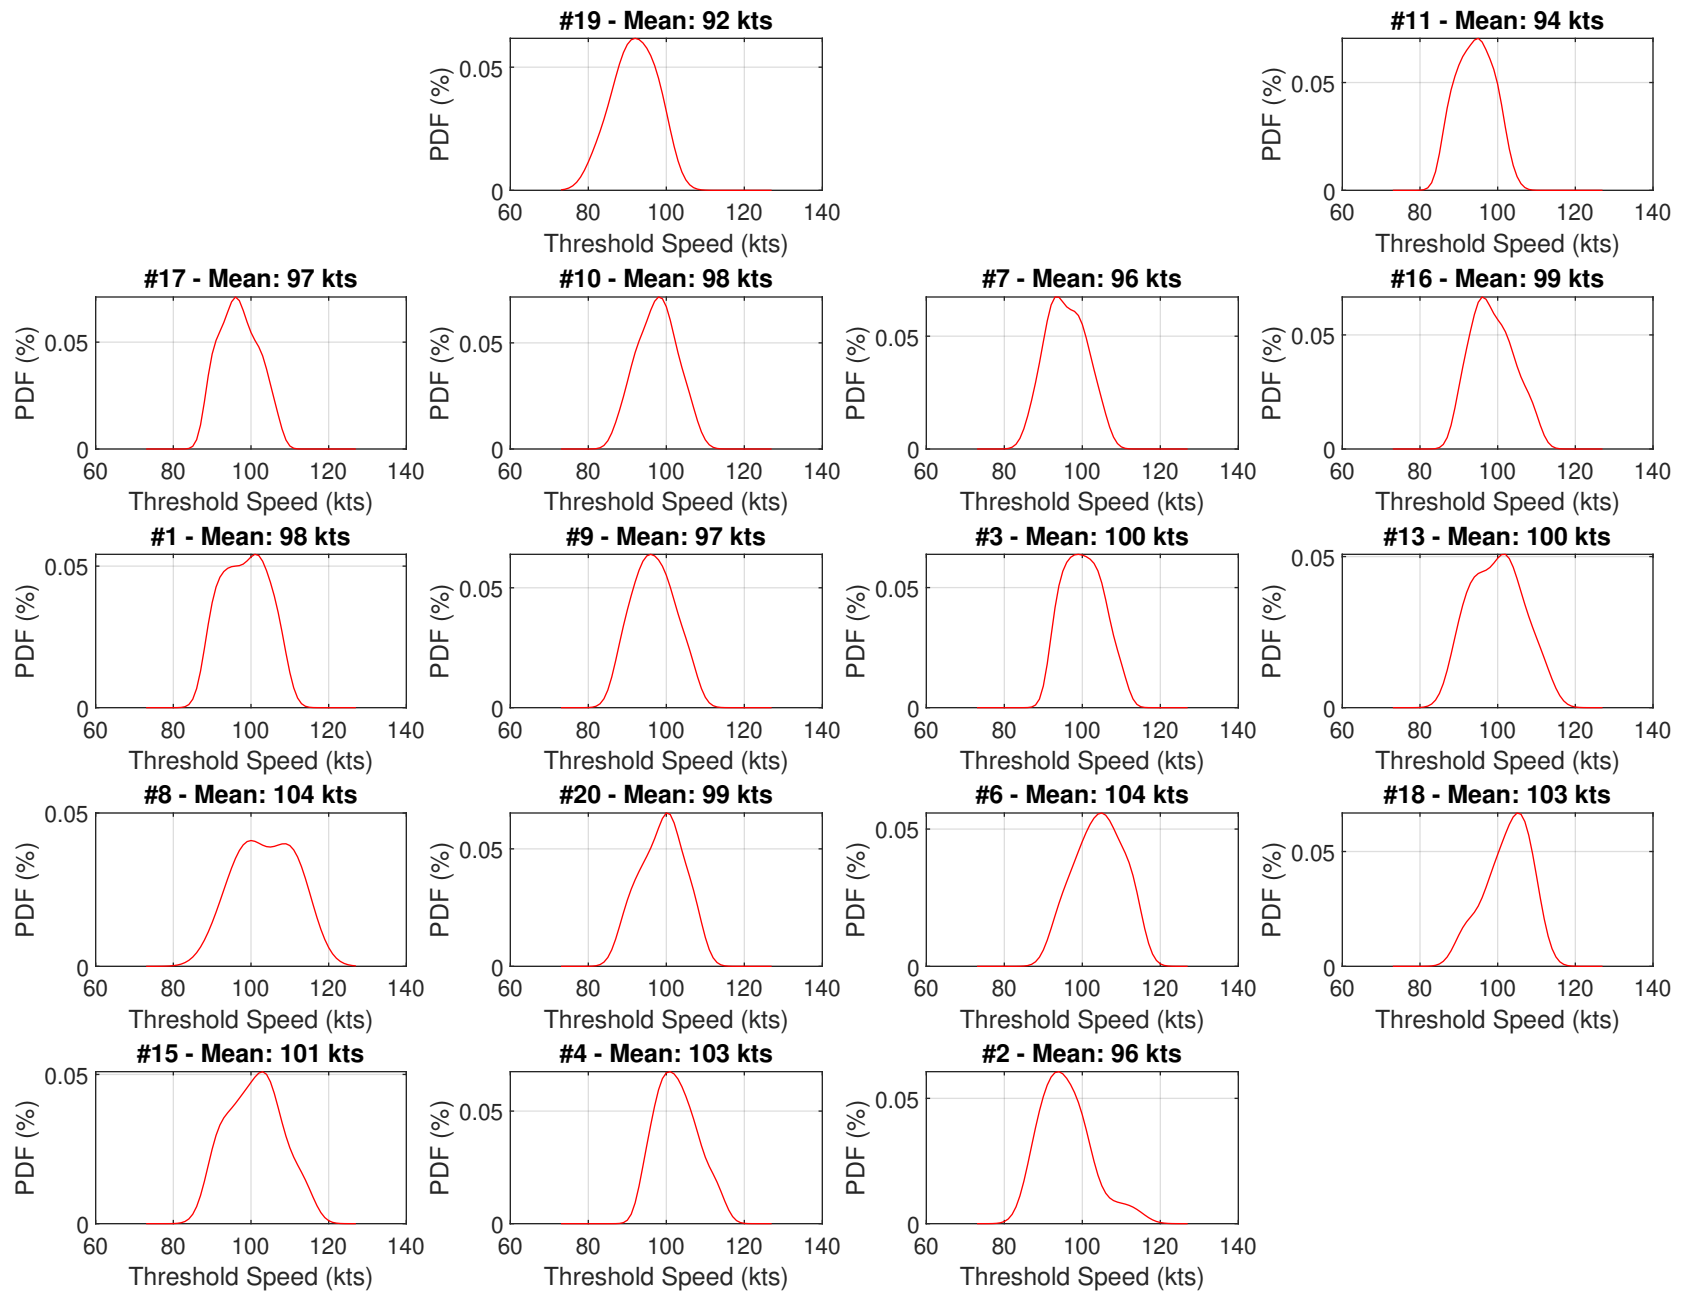 #19 - Mean: 92 kts
PDF (%)
0.05
0
60 80 100 120 140
Threshold Speed (kts)
#11 - Mean: 94 kts
PDF (%)
0.05
0
60 80 100 120 140
Threshold Speed (kts)
#17 - Mean: 97 kts
PDF (%)
0.05
0
60 80 100 120 140
Threshold Speed (kts)
#10 - Mean: 98 kts
PDF (%)
0.05
0
60 80 100 120 140
Threshold Speed (kts)
#7 - Mean: 96 kts
PDF (%)
0.05
0
60 80 100 120 140
Threshold Speed (kts)
#16 - Mean: 99 kts
PDF (%)
0.05
0
60 80 100 120 140
Threshold Speed (kts)
#1 - Mean: 98 kts
PDF (%)
0.05
0
60 80 100 120 140
Threshold Speed (kts)
#9 - Mean: 97 kts
PDF (%)
0.05
0
60 80 100 120 140
Threshold Speed (kts)
#3 - Mean: 100 kts
PDF (%)
0.05
0
60 80 100 120 140
Threshold Speed (kts)
#13 - Mean: 100 kts
PDF (%)
0.05
0
60 80 100 120 140
Threshold Speed (kts)
#8 - Mean: 104 kts
PDF (%)
0.05
0
60 80 100 120 140
Threshold Speed (kts)
#20 - Mean: 99 kts
PDF (%)
0.05
0
60 80 100 120 140
Threshold Speed (kts)
#6 - Mean: 104 kts
PDF (%)
0.05
0
60 80 100 120 140
Threshold Speed (kts)
#18 - Mean: 103 kts
PDF (%)
0.05
0
60 80 100 120 140
Threshold Speed (kts)
#15 - Mean: 101 kts
PDF (%)
0.05
0
60 80 100 120 140
Threshold Speed (kts)
#4 - Mean: 103 kts
PDF (%)
0.05
0
60 80 100 120 140
Threshold Speed (kts)
#2 - Mean: 96 kts
PDF (%)
0.05
0
60 80 100 120 140
Threshold Speed (kts)